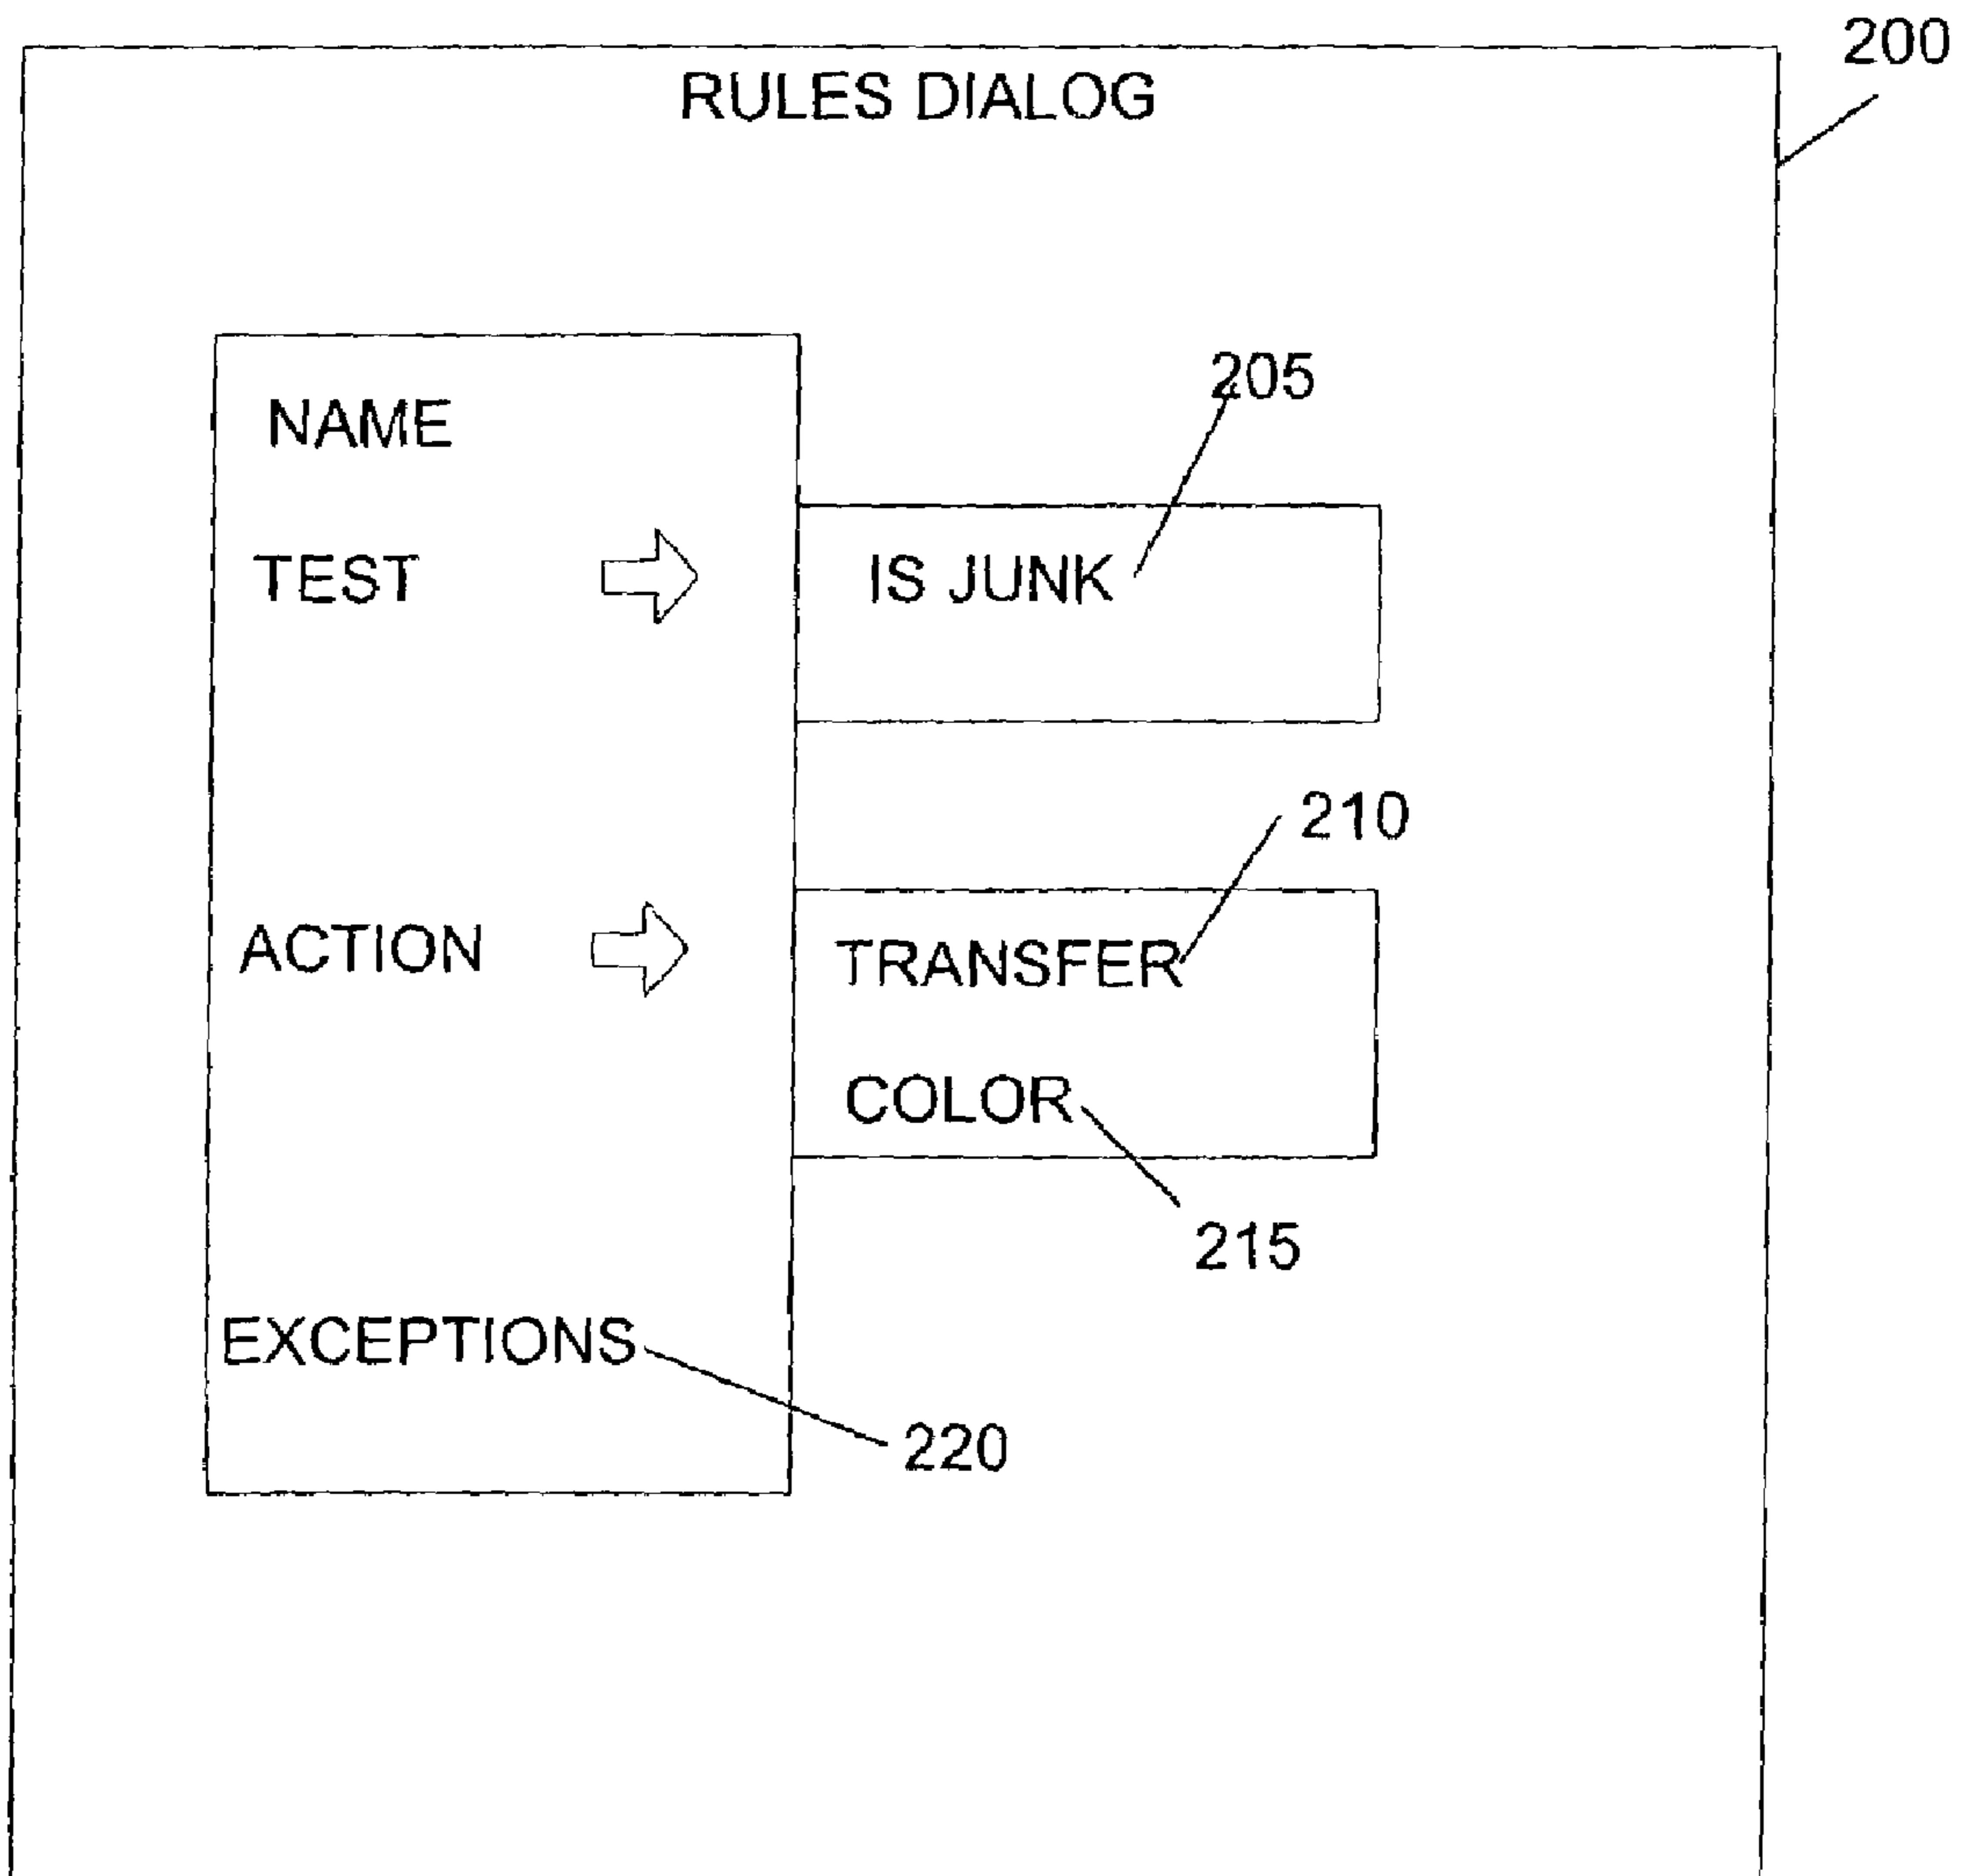 200
RULES DIALOG
NAME
205
TEST
IS JUNK
210
ACTION
TRANSFER
COLOR
215
EXCEPTIONS
220